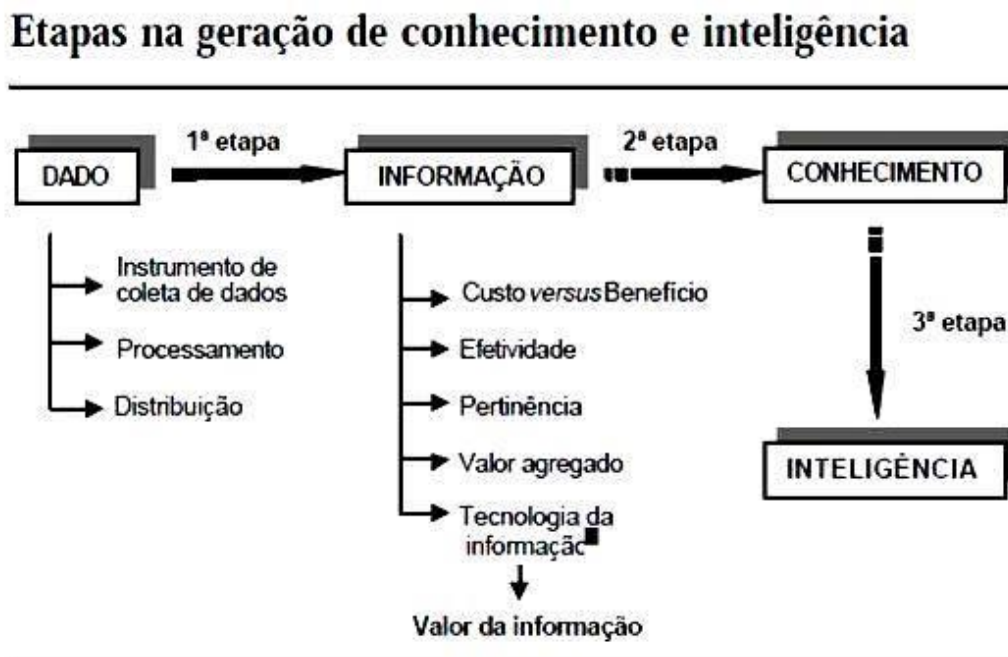 Etapas na geração de conhecimento e inteligência
1ª etapa
2ª etapa
DADO
INFORMAÇÃO
CONHECIMENTO
Instrumento de
coleta de dados
Processamento
Distribuição
Custo versus Benefício
Efetividade
Pertinência
Valor agregado
Tecnologia da
informação
Valor da informação
3ª etapa
INTELIGÊNCIA